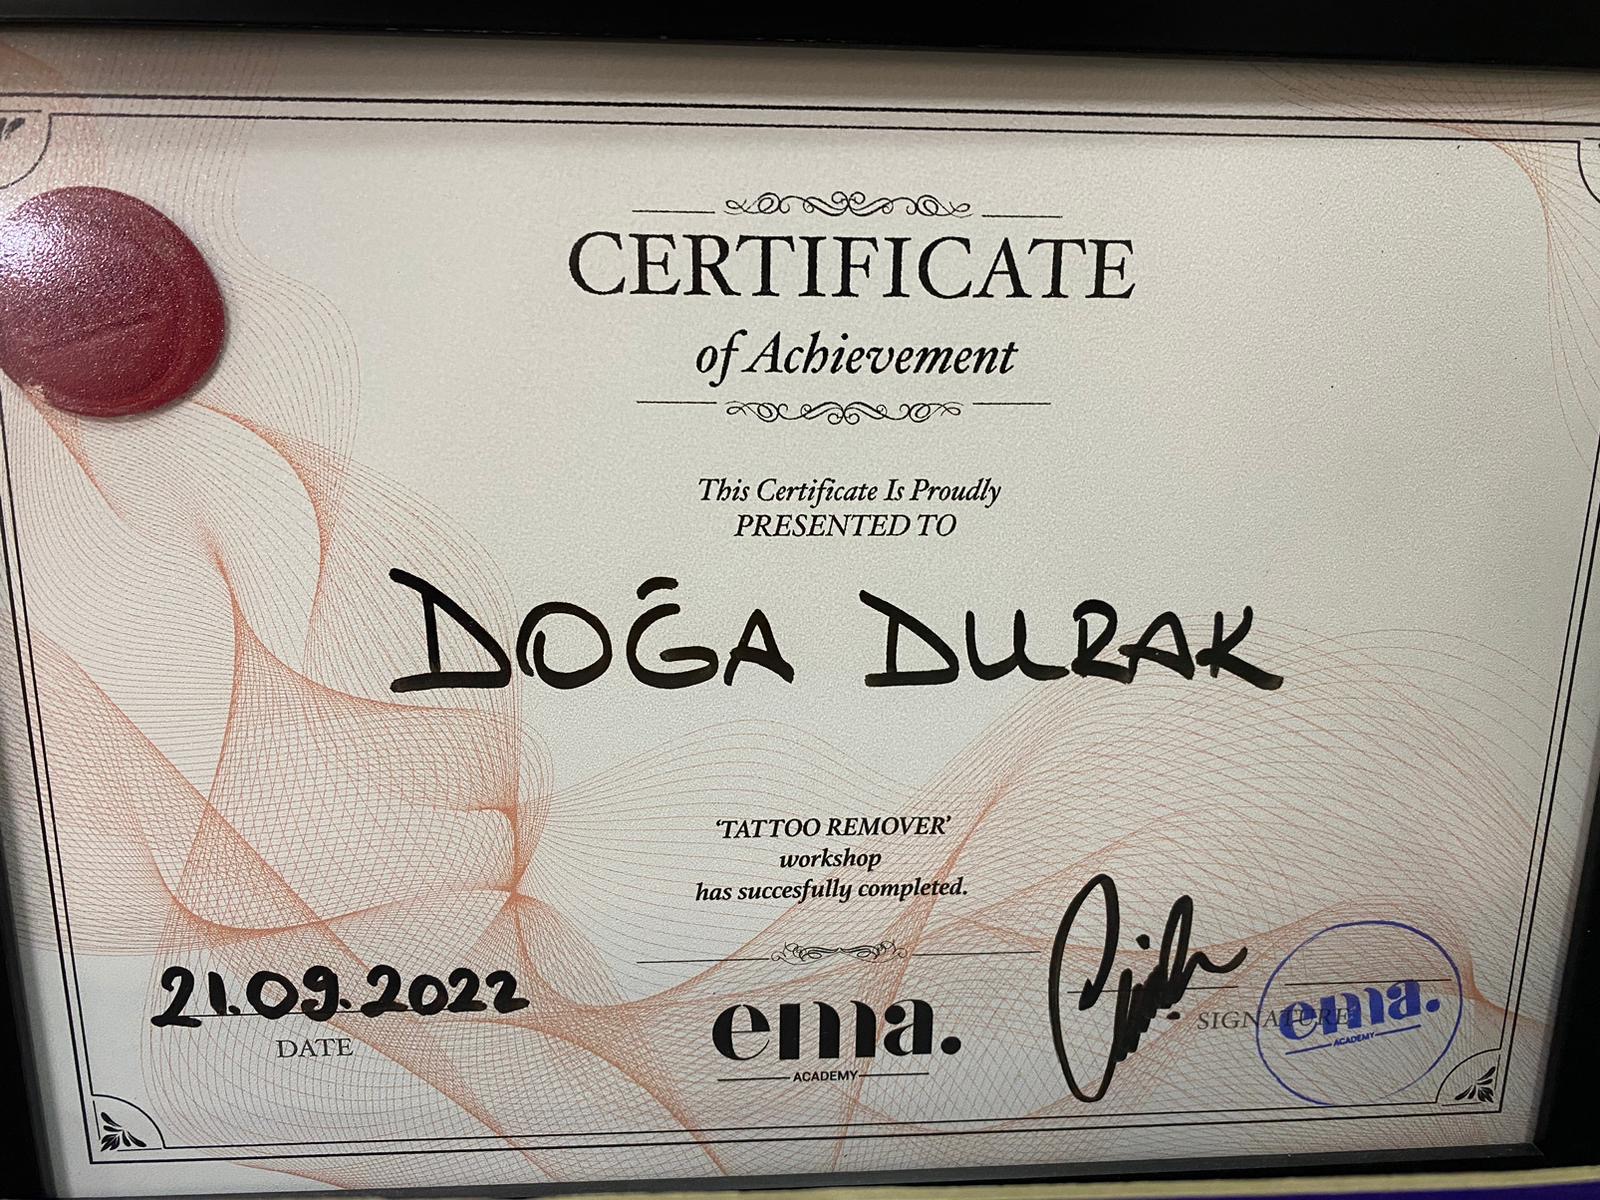 CERTIFICATE
of Achievement
This Certificate Is Proudly
PRESENTED TO
DOĞA DURAK
'TATTOO REMOVER'
workshop
has succesfully completed.
21.09.2022
DATE
ema.
ACADEMY
SIGNATURE
ema.
ACADEMY